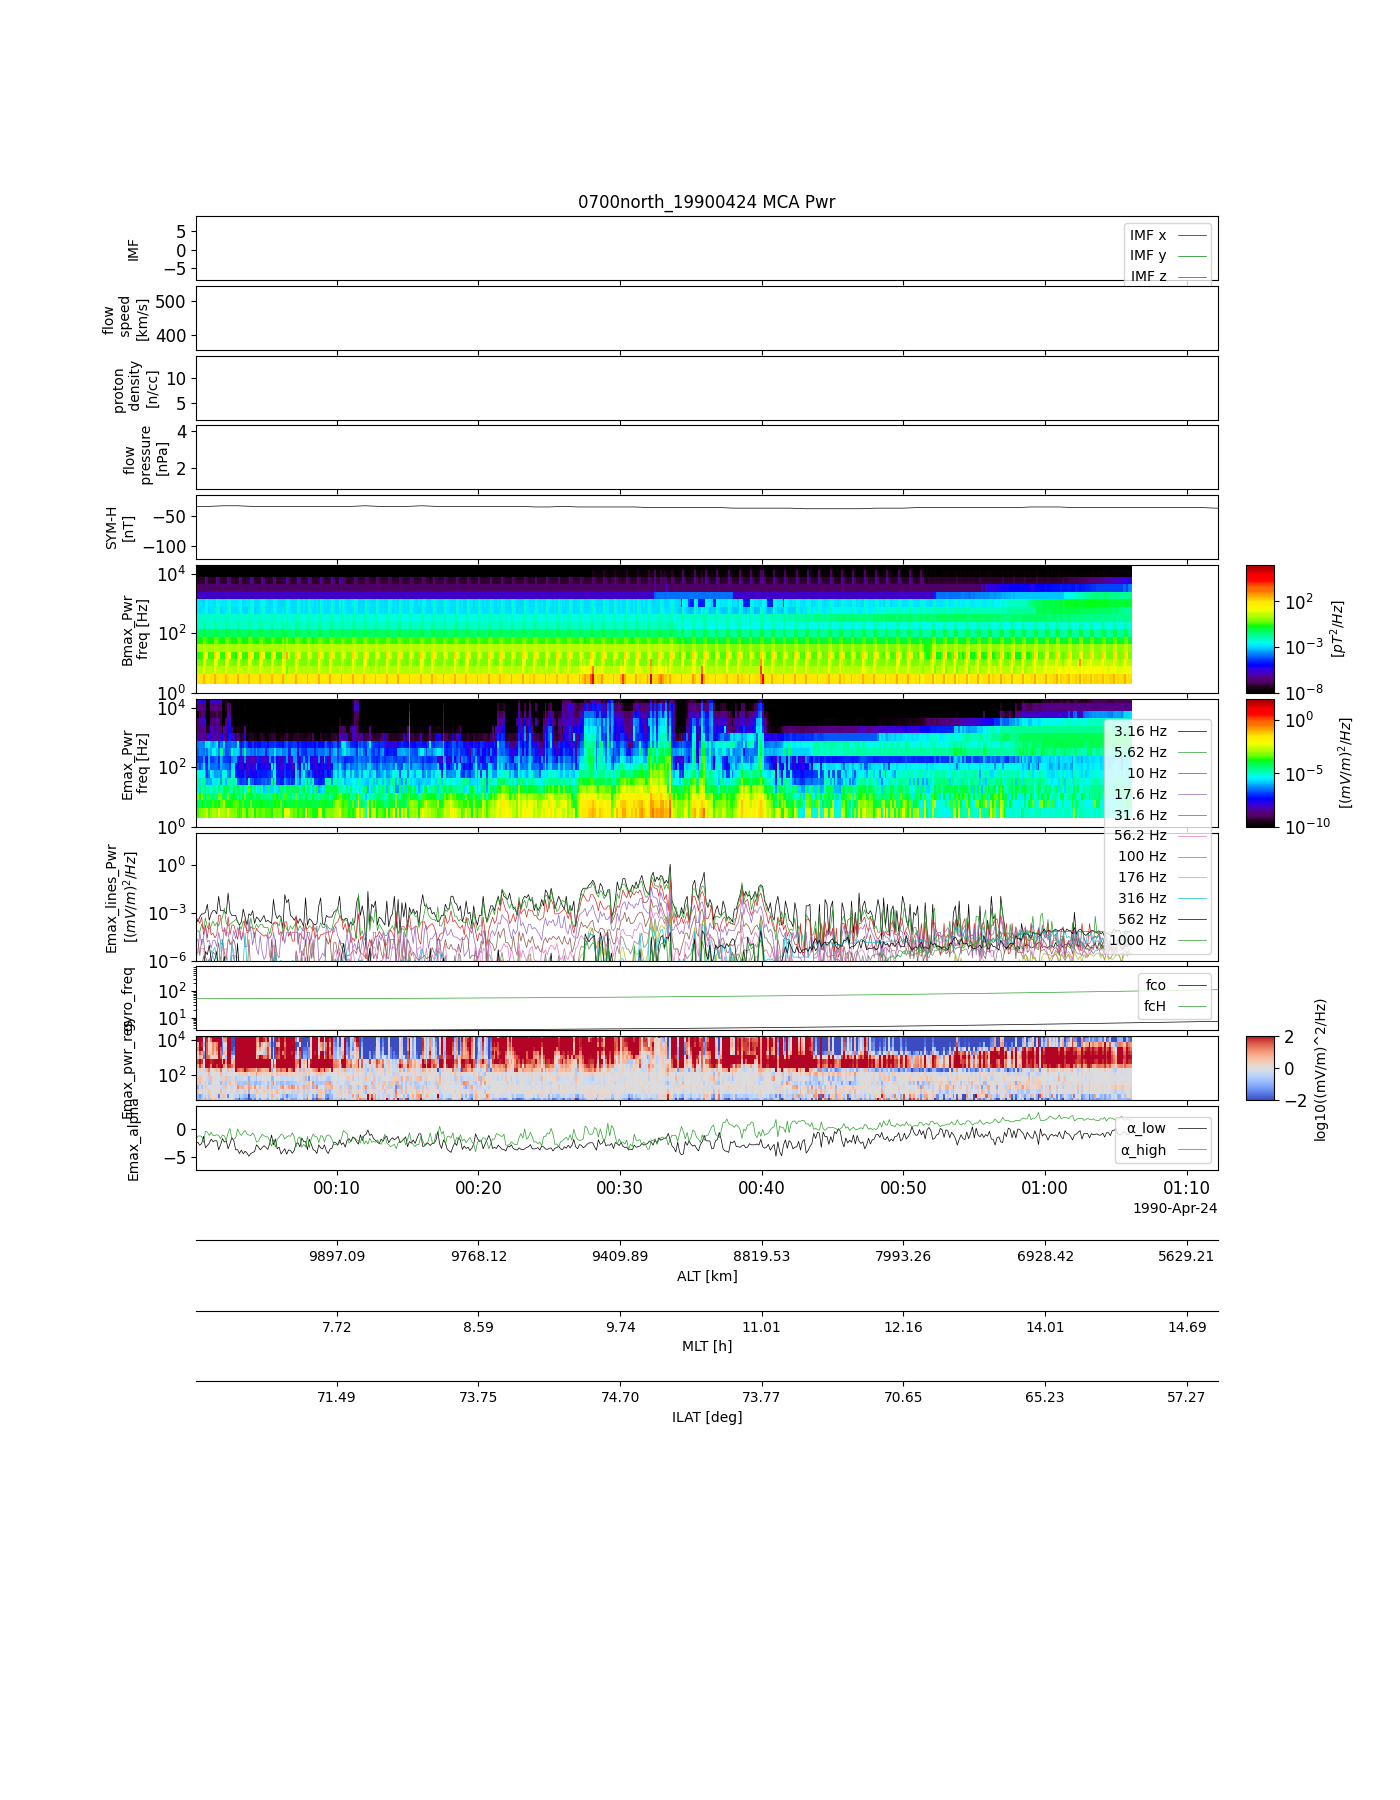 0700north_19900424 MCA Pwr
IMF
5
0
−5
IMF x
IMF y
IMF z
flow
speed
[km/s]
500
400
proton
density
[n/cc]
10
5
flow
pressure
[nPa]
4
2
SYM-H
[nT]
−50
−100
Bmax_Pwr
freq [Hz]
10^4
10^2
10^0
10^2
10^−3
10^−8
[pT^2/Hz]
Emax_Pwr
freq [Hz]
10^4
10^2
10^0
10^0
10^−5
10^−10
[(mV/m)^2/Hz]
3.16 Hz
5.62 Hz
10 Hz
17.6 Hz
31.6 Hz
56.2 Hz
100 Hz
176 Hz
316 Hz
562 Hz
1000 Hz
Emax_lines_Pwr
[(mV/m)^2/Hz]
10^0
10^−3
10^−6
gyro_freq
10^2
10^1
fco
fcH
Emax_pwr_reg
10^4
10^2
2
0
−2
log10((mV/m)^2/Hz)
Emax_alpha
0
−5
α_low
α_high
00:10 00:20 00:30 00:40 00:50 01:00 01:10
1990-Apr-24
9897.09 9768.12 9409.89 8819.53 7993.26 6928.42 5629.21
ALT [km]
7.72 8.59 9.74 11.01 12.16 14.01 14.69
MLT [h]
71.49 73.75 74.70 73.77 70.65 65.23 57.27
ILAT [deg]